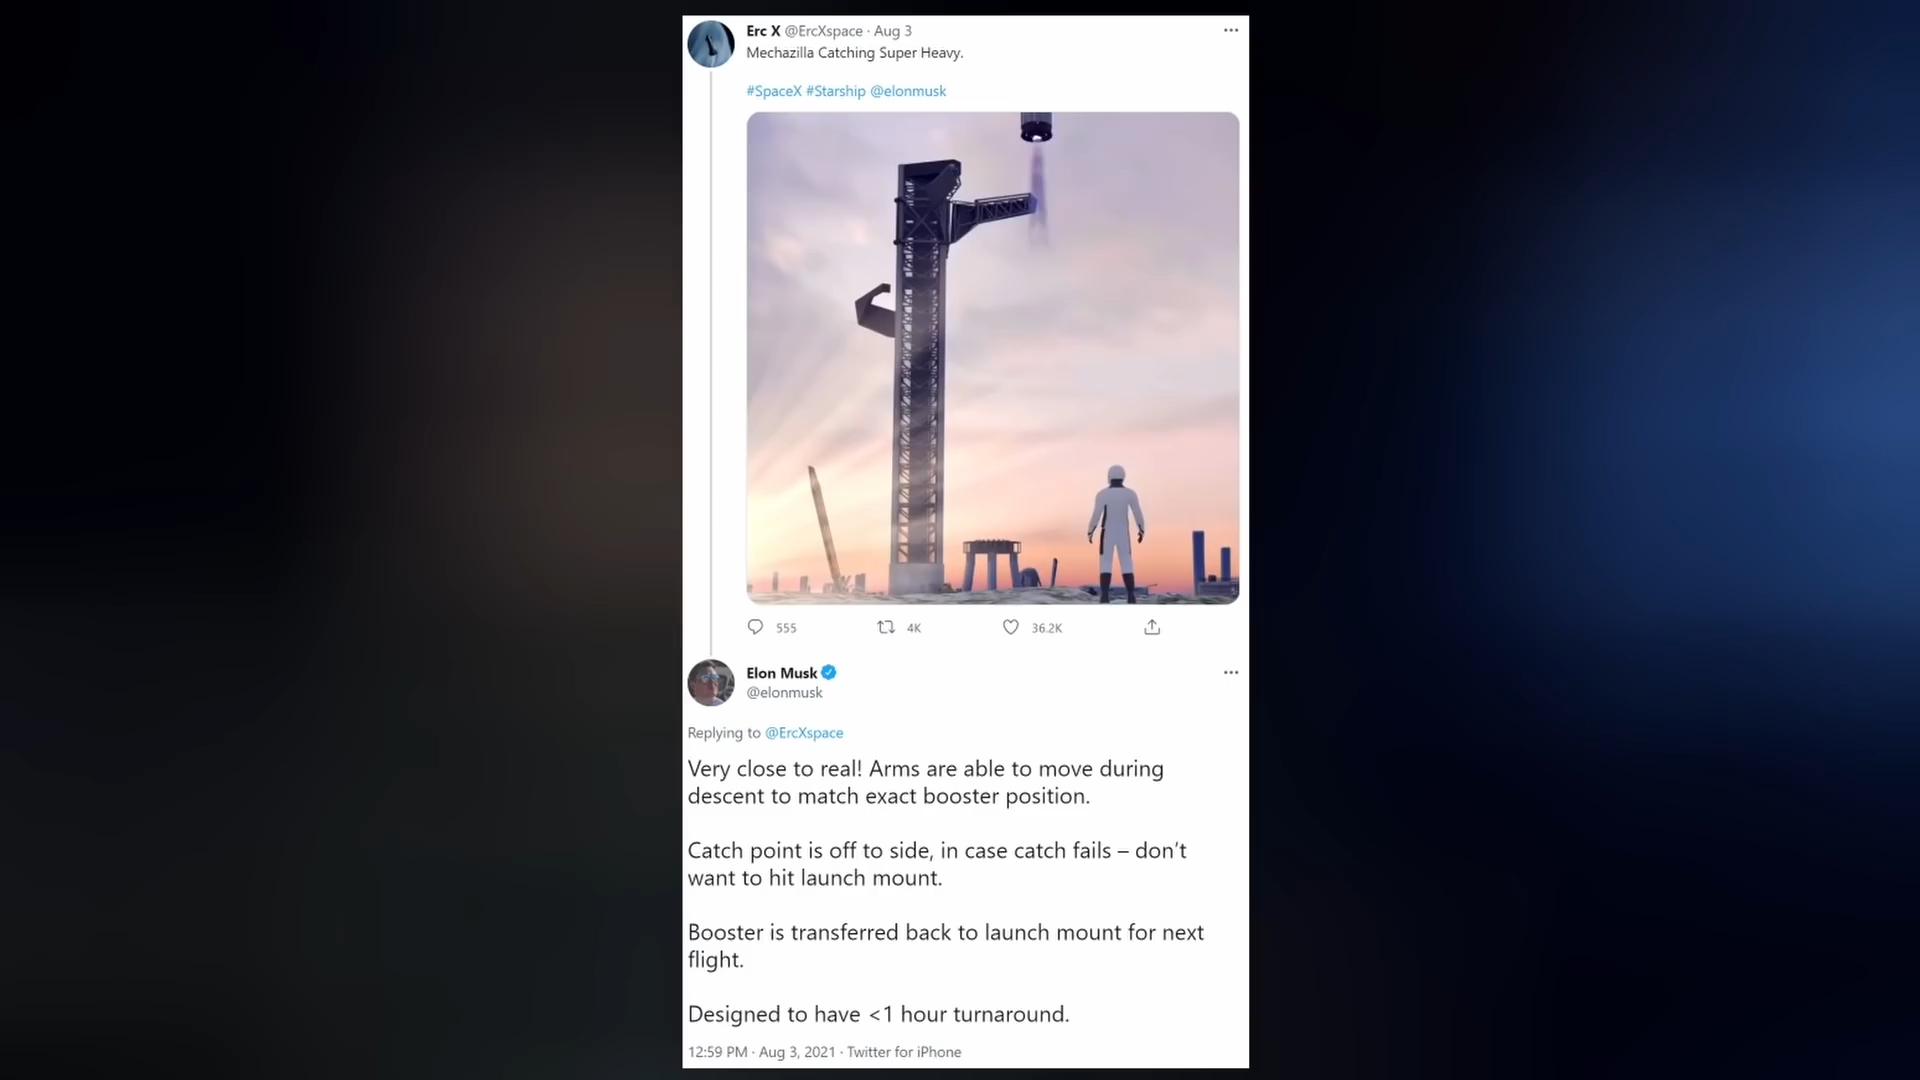 Erc X @ErcXspace · Aug 3
Mechazilla Catching Super Heavy.
#SpaceX #Starship @elonmusk
555 4K 36.2K
Elon Musk
@elonmusk
Replying to @ErcXspace
Very close to real! Arms are able to move during
descent to match exact booster position.
Catch point is off to side, in case catch fails – don’t
want to hit launch mount.
Booster is transferred back to launch mount for next
flight.
Designed to have <1 hour turnaround.
12:59 PM · Aug 3, 2021 · Twitter for iPhone